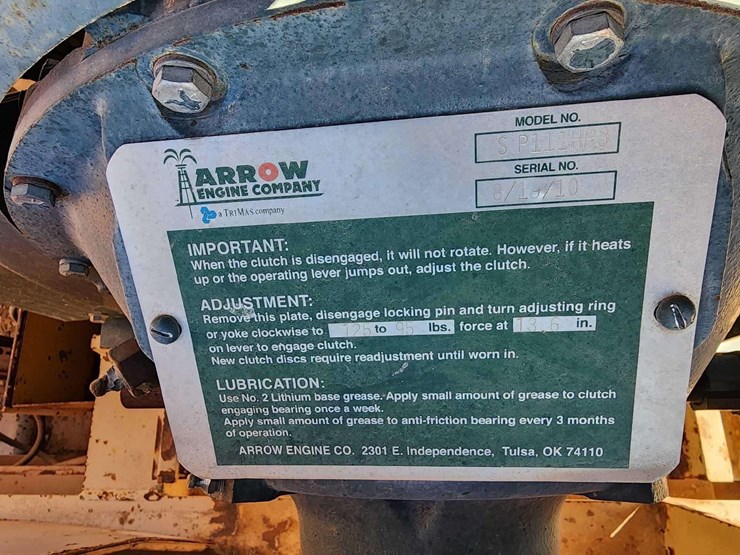 MODEL NO.
SERIAL NO.
ARROW
ENGINE COMPANY
a TRIMAS company
IMPORTANT:
When the clutch is disengaged, it will not rotate. However, if it heats
up or the operating lever jumps out, adjust the clutch.
ADJUSTMENT:
Remove this plate, disengage locking pin and turn adjusting ring
or yoke clockwise to 125 to 95 lbs. force at 13.6 in.
on lever to engage clutch.
New clutch discs require readjustment until worn in.
LUBRICATION:
Use No. 2 Lithium base grease. Apply small amount of grease to clutch
engaging bearing once a week.
Apply small amount of grease to anti-friction bearing every 3 months
of operation.
ARROW ENGINE CO. 2301 E. Independence, Tulsa, OK 74110